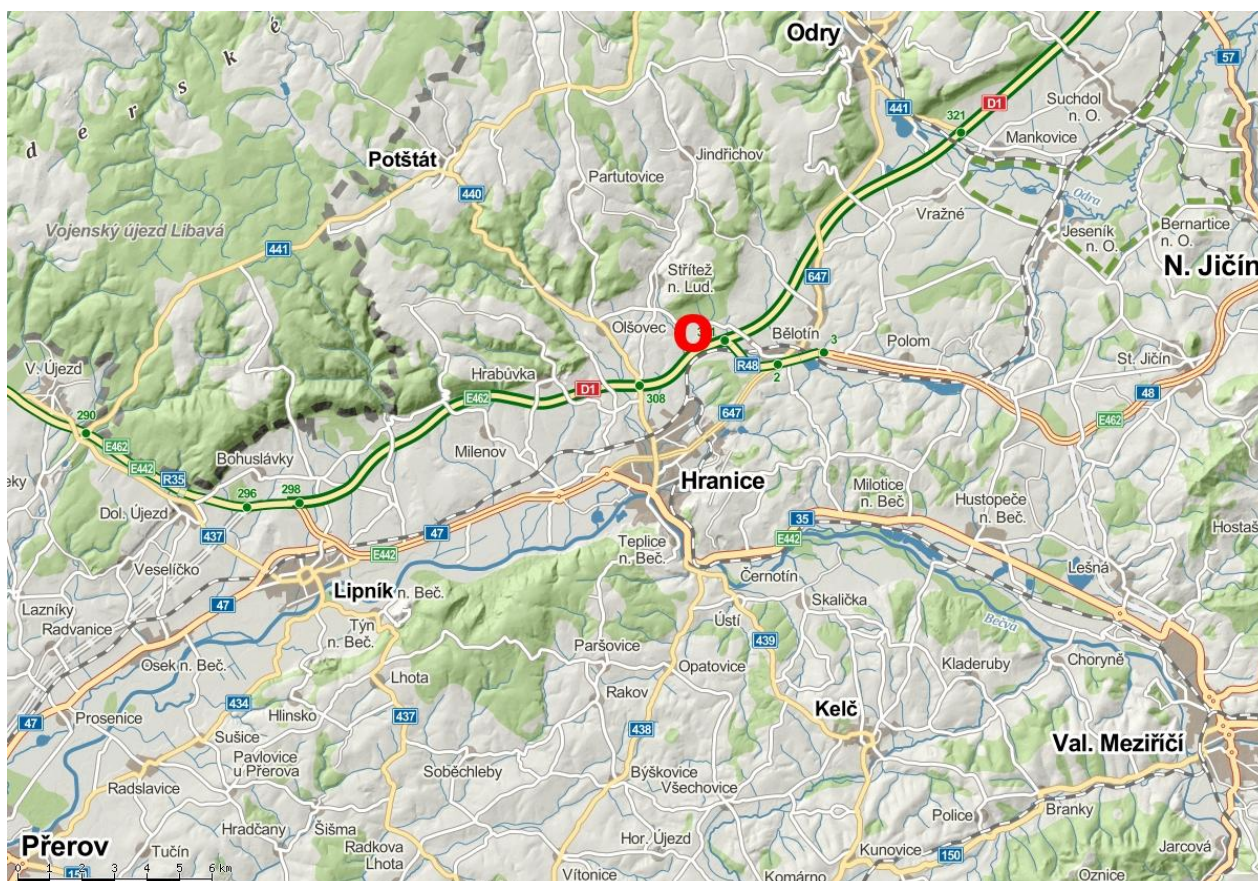 Odry
57
D1
441
321
Suchdol
n. O.
Mankovice
d e r s k é
Potštát
Jindřichov
440
Partutovice
Odra
Vražné
Jeseník
n. O.
Bernartice
n. O.
Vojenský újezd Libavá
441
N. Jičín
Střítež
n. Lud.
647
Olšovec
O
Bělotín
3
Polom
V. Újezd
Hrabůvka
R48
2
St. Jičín
D1
E462
308
48
290
647
E462
E462
E442
Bohuslávky
Milenov
R35
Hranice
Milotice
n. Beč.
Hustopeče
n. Beč.
296
298
Dol. Újezd
35
437
47
Teplice
n. Beč.
E442
Veselíčko
E442
Černotín
Lešná
Lipník
n. Beč.
Skalička
Lazníky
47
Bečva
Radvanice
Týn
n. Beč.
Ústí
439
Osek n. Beč.
Paršovice
Opatovice
Kladeruby
Choryně
Lhota
Rakov
434
Hlinsko
437
47
Prosenice
Kelč
438
Sušice
Val. Meziříčí
Pavlovice
u Přerova
Soběchleby
Býškovice
Radslavice
Všechovice
Branky
Police
Hradčany
Šišma
Přerov
Radkova
Lhota
Hor. Újezd
Tučín
Kunovice
150
Jarcová
0 1 2 3 4 5 6 km
Vítonice
Komárno
Oznice